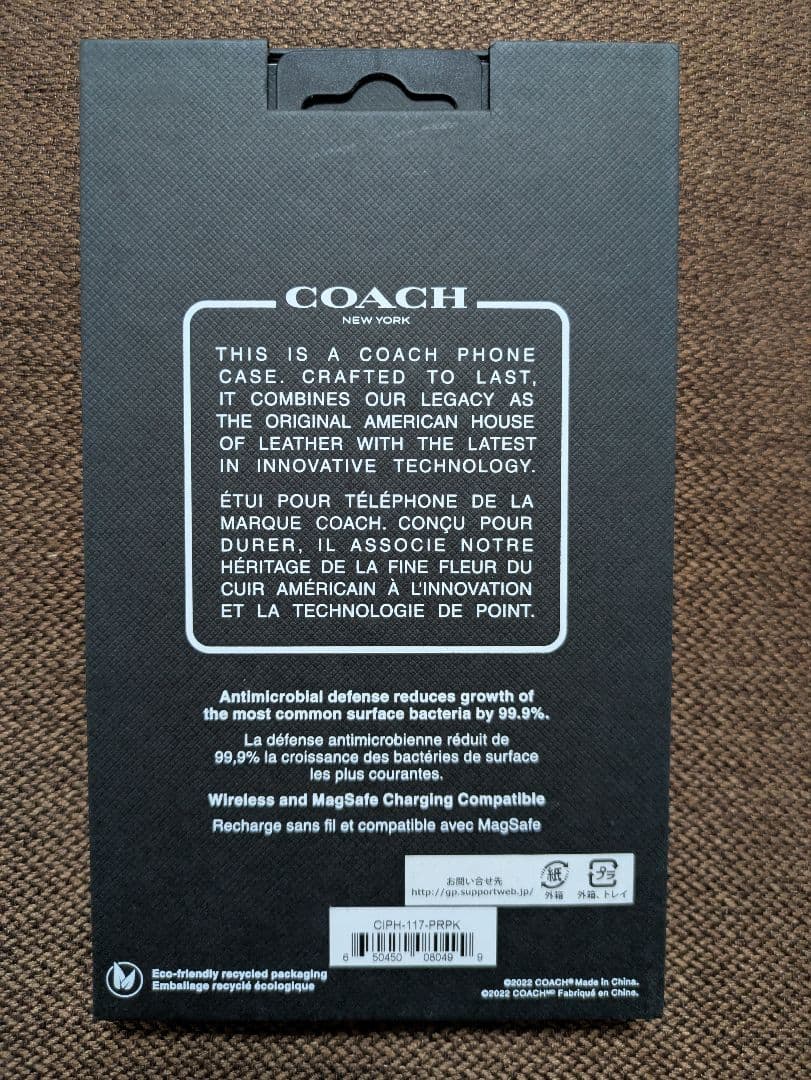 COACH
NEW YORK
THIS IS A COACH PHONE
CASE. CRAFTED TO LAST,
IT COMBINES OUR LEGACY AS
THE ORIGINAL AMERICAN HOUSE
OF LEATHER WITH THE LATEST
IN INNOVATIVE TECHNOLOGY.
ÉTUI POUR TÉLÉPHONE DE LA
MARQUE COACH. CONÇU POUR
DURER, IL ASSOCIE NOTRE
HÉRITAGE DE LA FINE FLEUR DU
CUIR AMÉRICAIN À L'INNOVATION
ET LA TECHNOLOGIE DE POINT.
Antimicrobial defense reduces growth of
the most common surface bacteria by 99.9%.
La défense antimicrobienne réduit de
99,9% la croissance des bactéries de surface
les plus courantes.
Wireless and MagSafe Charging Compatible
Recharge sans fil et compatible avec MagSafe
お問い合せ先
http://gp.supportweb.jp/
紙
外箱
プラ
外箱、トレイ
CIPH-117-PRPK
6 50450 08049 9
Eco-friendly recycled packaging
Emballage recyclé écologique
©2022 COACH® Made in China.
©2022 COACHᴹᴰ Fabriqué en Chine.